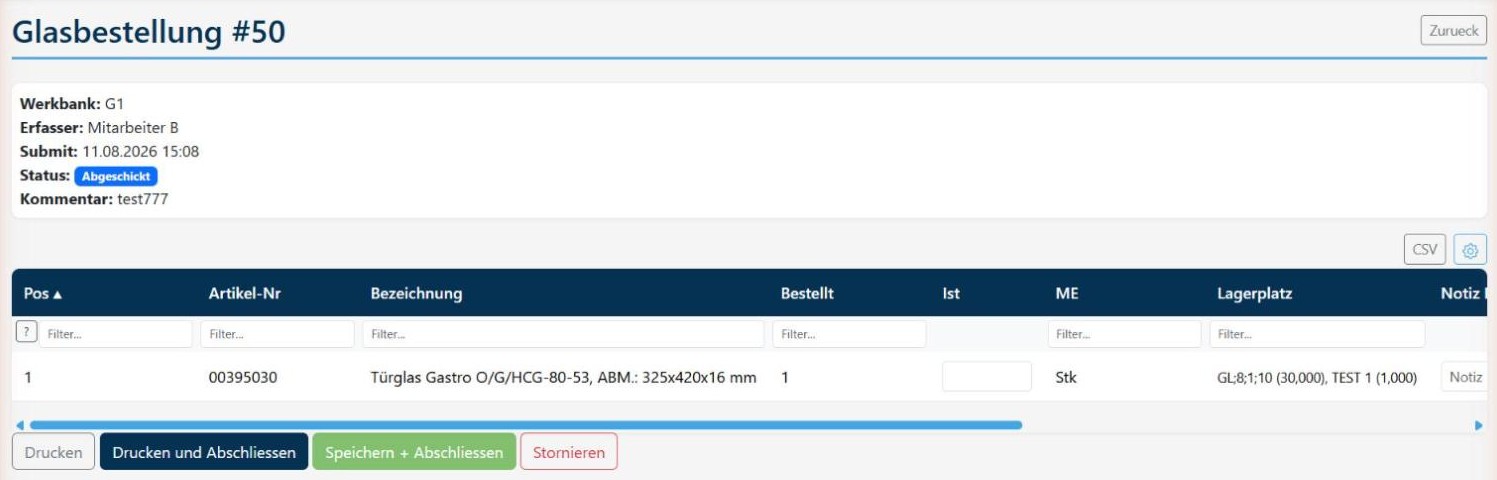 Glasbestellung #50
Zurueck
Werkbank: G1
Erfasser: Mitarbeiter B
Submit: 11.08.2026 15:08
Status: Abgeschickt
Kommentar: test777
CSV
Pos Artikel-Nr Bezeichnung Bestellt Ist ME Lagerplatz Notiz
? Filter... Filter... Filter... Filter... Filter... Filter...
1 00395030 Türglas Gastro O/G/HCG-80-53, ABM.: 325x420x16 mm 1 Stk GL;8;1;10 (30,000), TEST 1 (1,000) Notiz
Drucken Drucken und Abschliessen Speichern + Abschliessen Stornieren